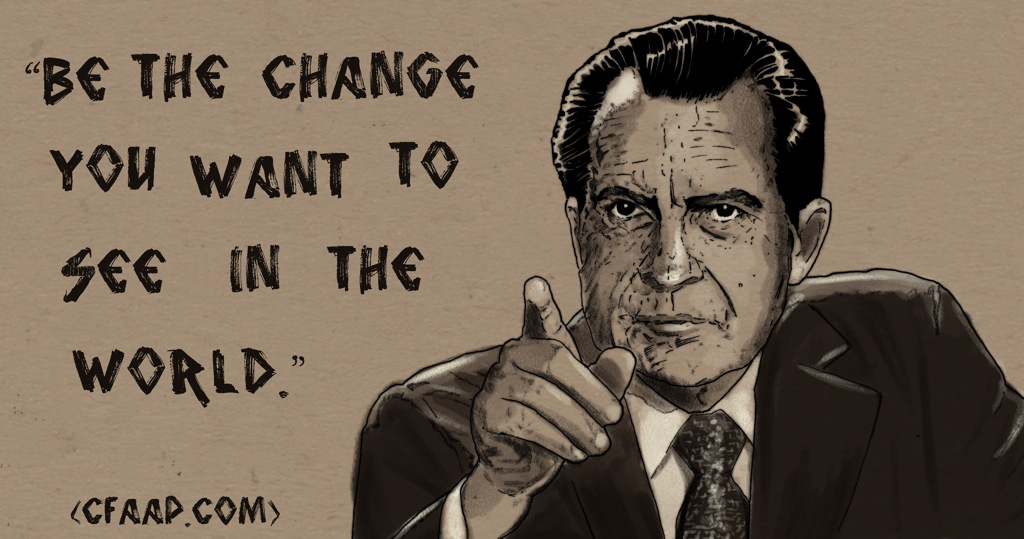 “BE THE CHANGE
YOU WANT TO
SEE IN THE
WORLD.”
<CFAAP.COM>